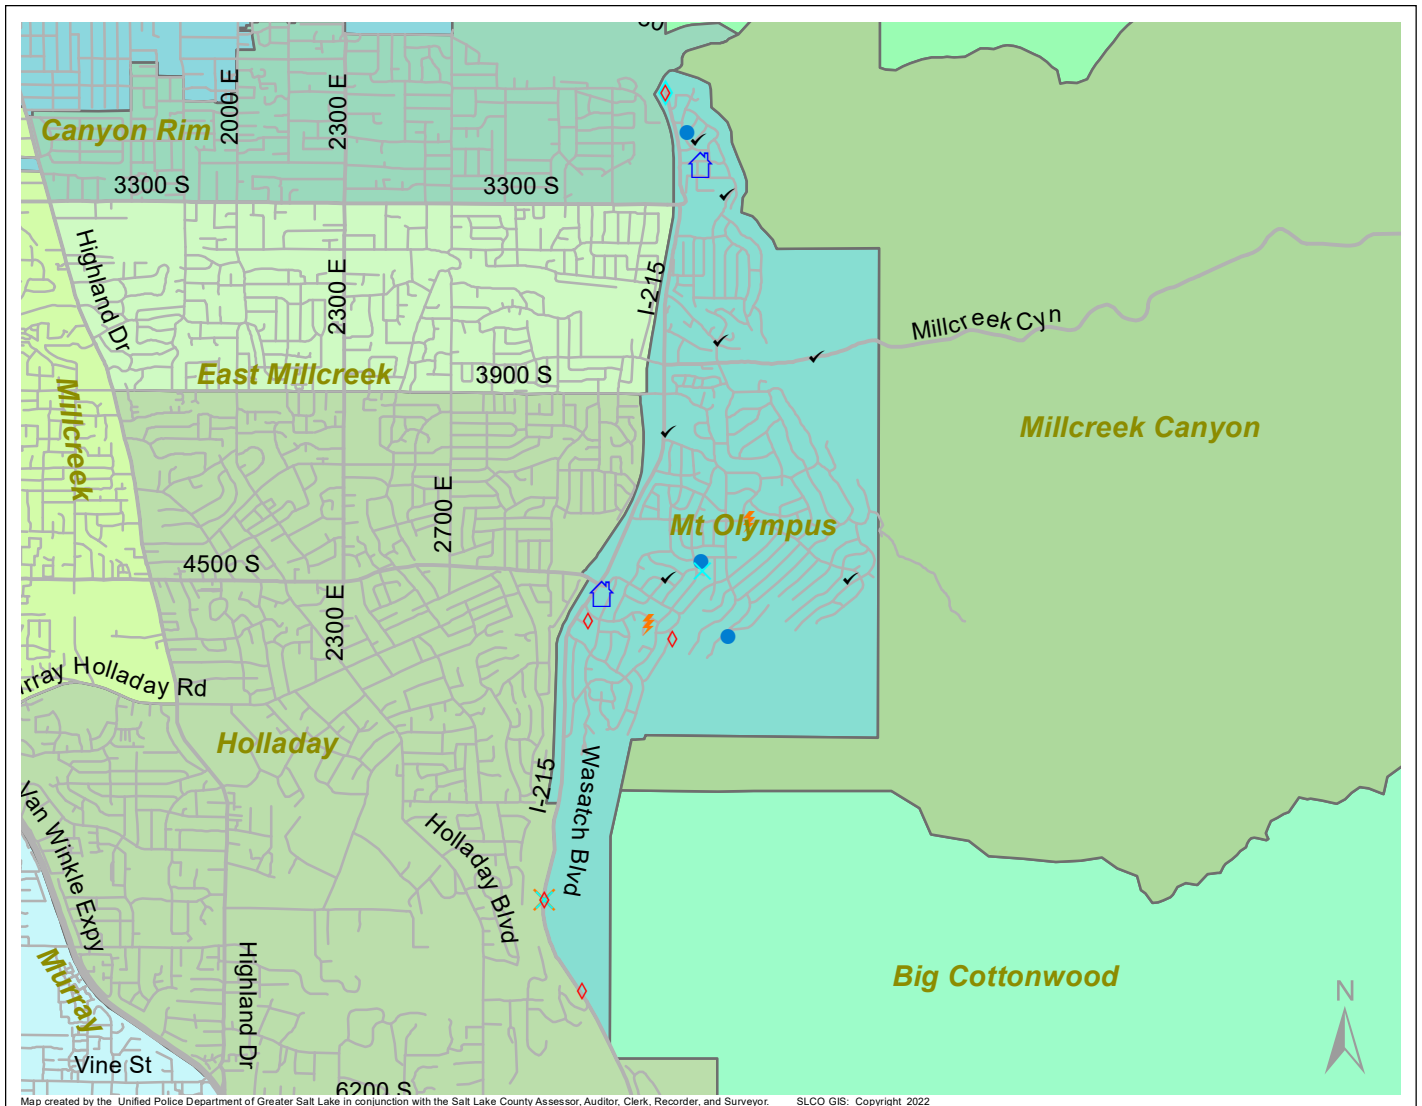 2000 E
2300 E
Canyon Rim
3300 S
3300 S
Highland Dr
2300 E
I-215
Millcreek Cyn
East Millcreek
3900 S
Millcreek
Millcreek Canyon
2700 E
Mt Olympus
4500 S
2300 E
rray Holladay Rd
Holladay
I-215
Wasatch Blvd
Van Winkle Expy
Holladay Blvd
Highland Dr
Murray
Big Cottonwood
N
Vine St
6200 S
Map created by the Unified Police Department of Greater Salt Lake in conjunction with the Salt Lake County Assessor, Auditor, Clerk, Recorder, and Surveyor. SLCO GIS: Copyright 2022